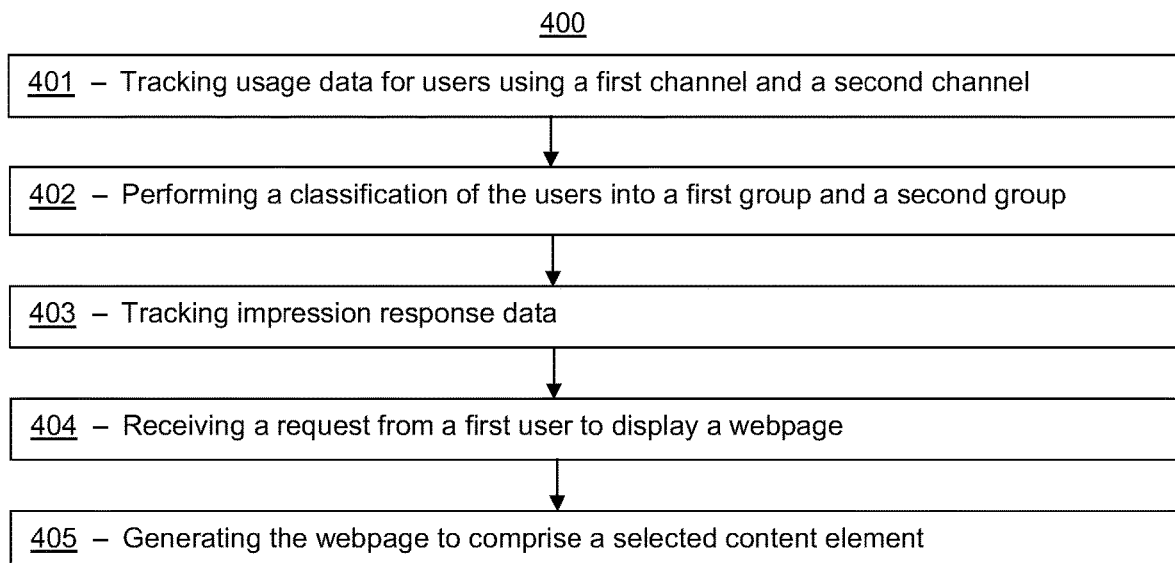 400
401 – Tracking usage data for users using a first channel and a second channel
402 – Performing a classification of the users into a first group and a second group
403 – Tracking impression response data
404 – Receiving a request from a first user to display a webpage
405 – Generating the webpage to comprise a selected content element